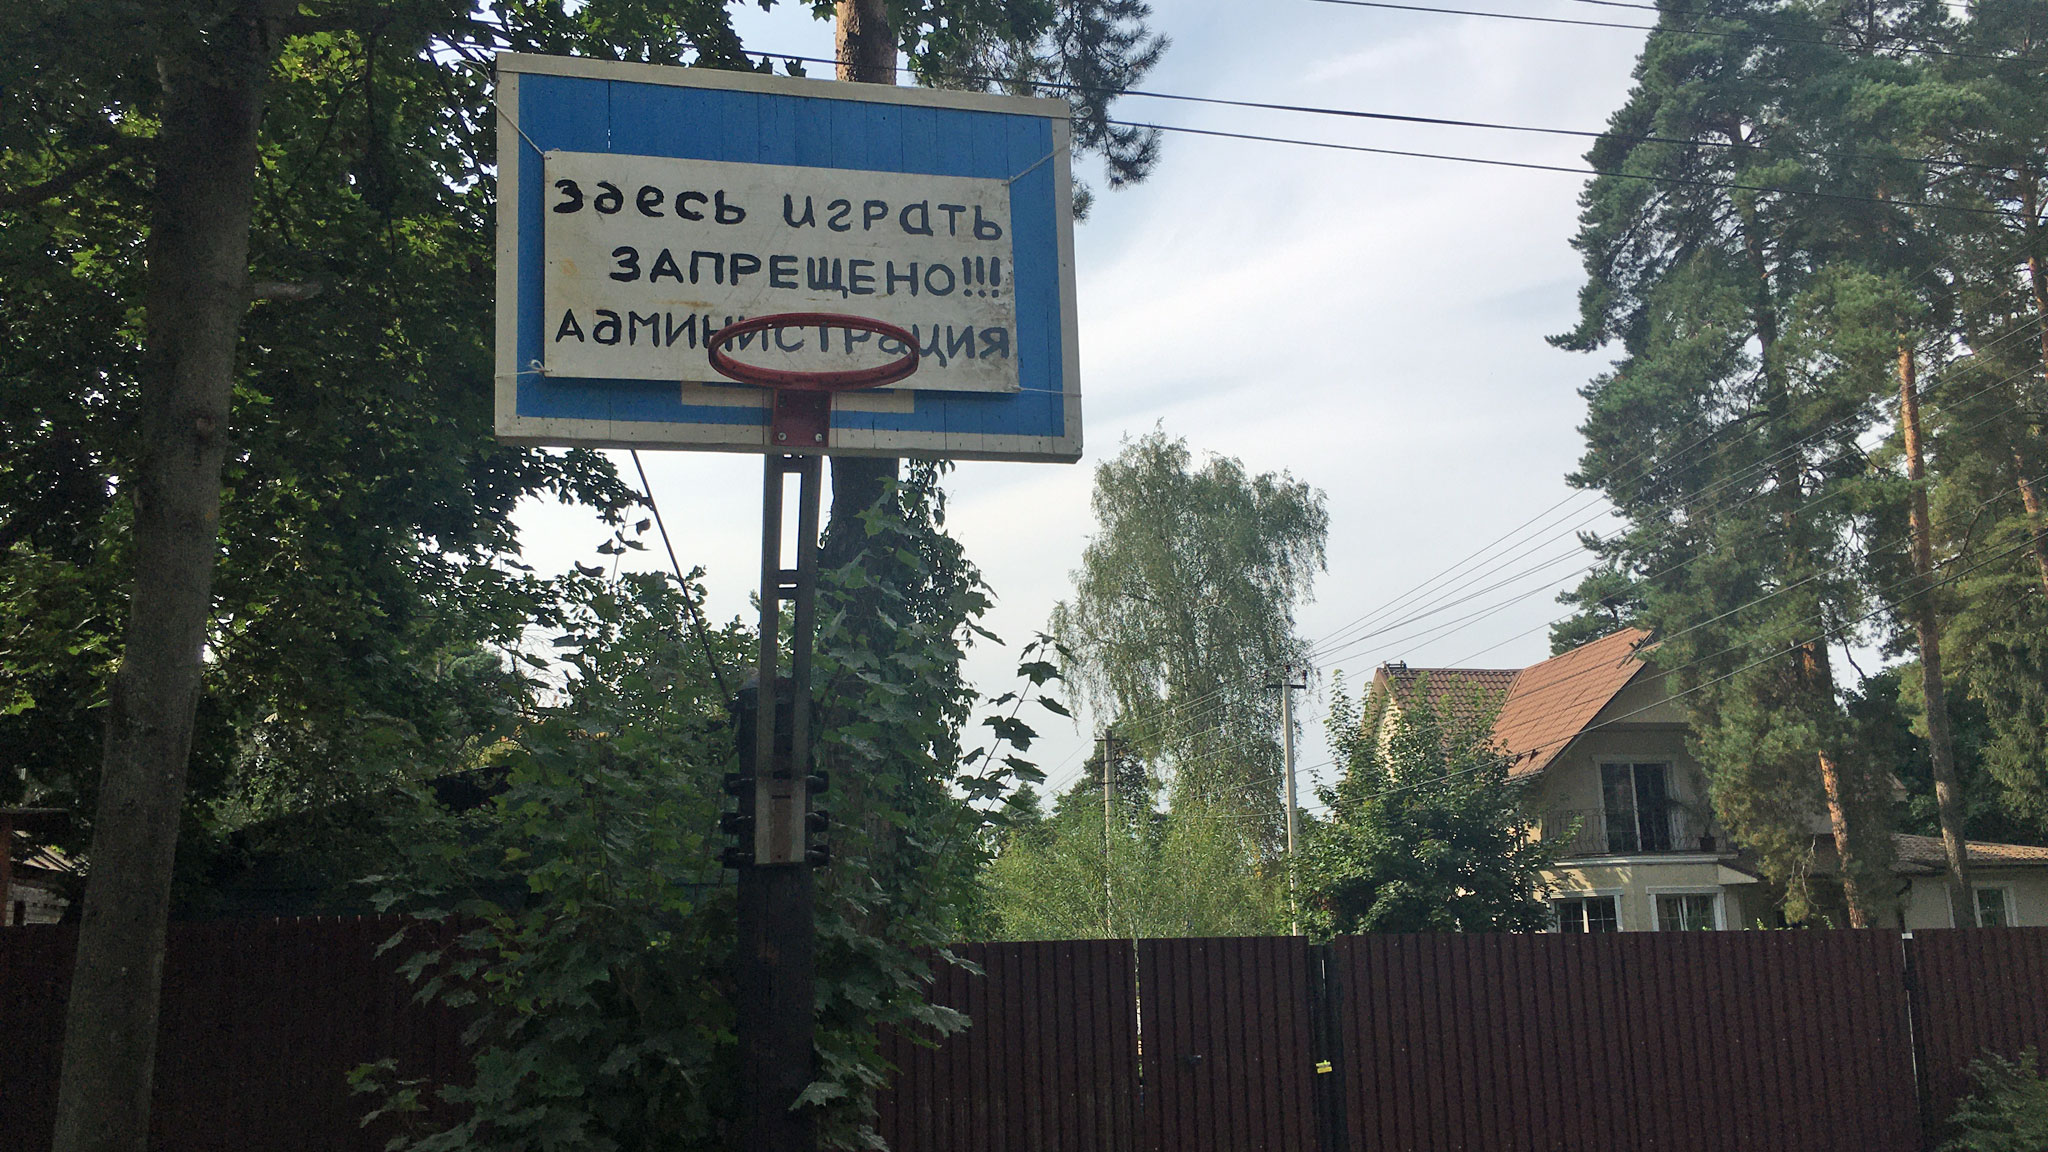 Здесь играть
ЗАПРЕЩЕНО!!!
Администрация